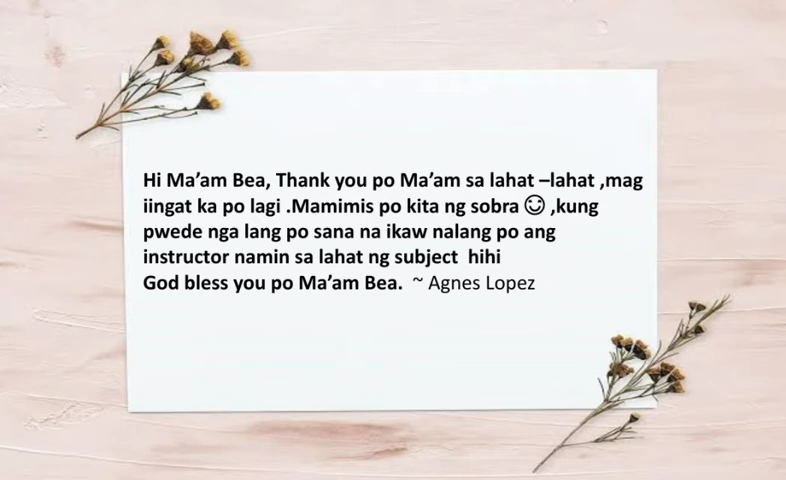 Hi Ma’am Bea, Thank you po Ma’am sa lahat –lahat ,mag
iingat ka po lagi .Mamimis po kita ng sobra ☺ ,kung
pwede nga lang po sana na ikaw nalang po ang
instructor namin sa lahat ng subject  hihi
God bless you po Ma’am Bea.  ~ Agnes Lopez